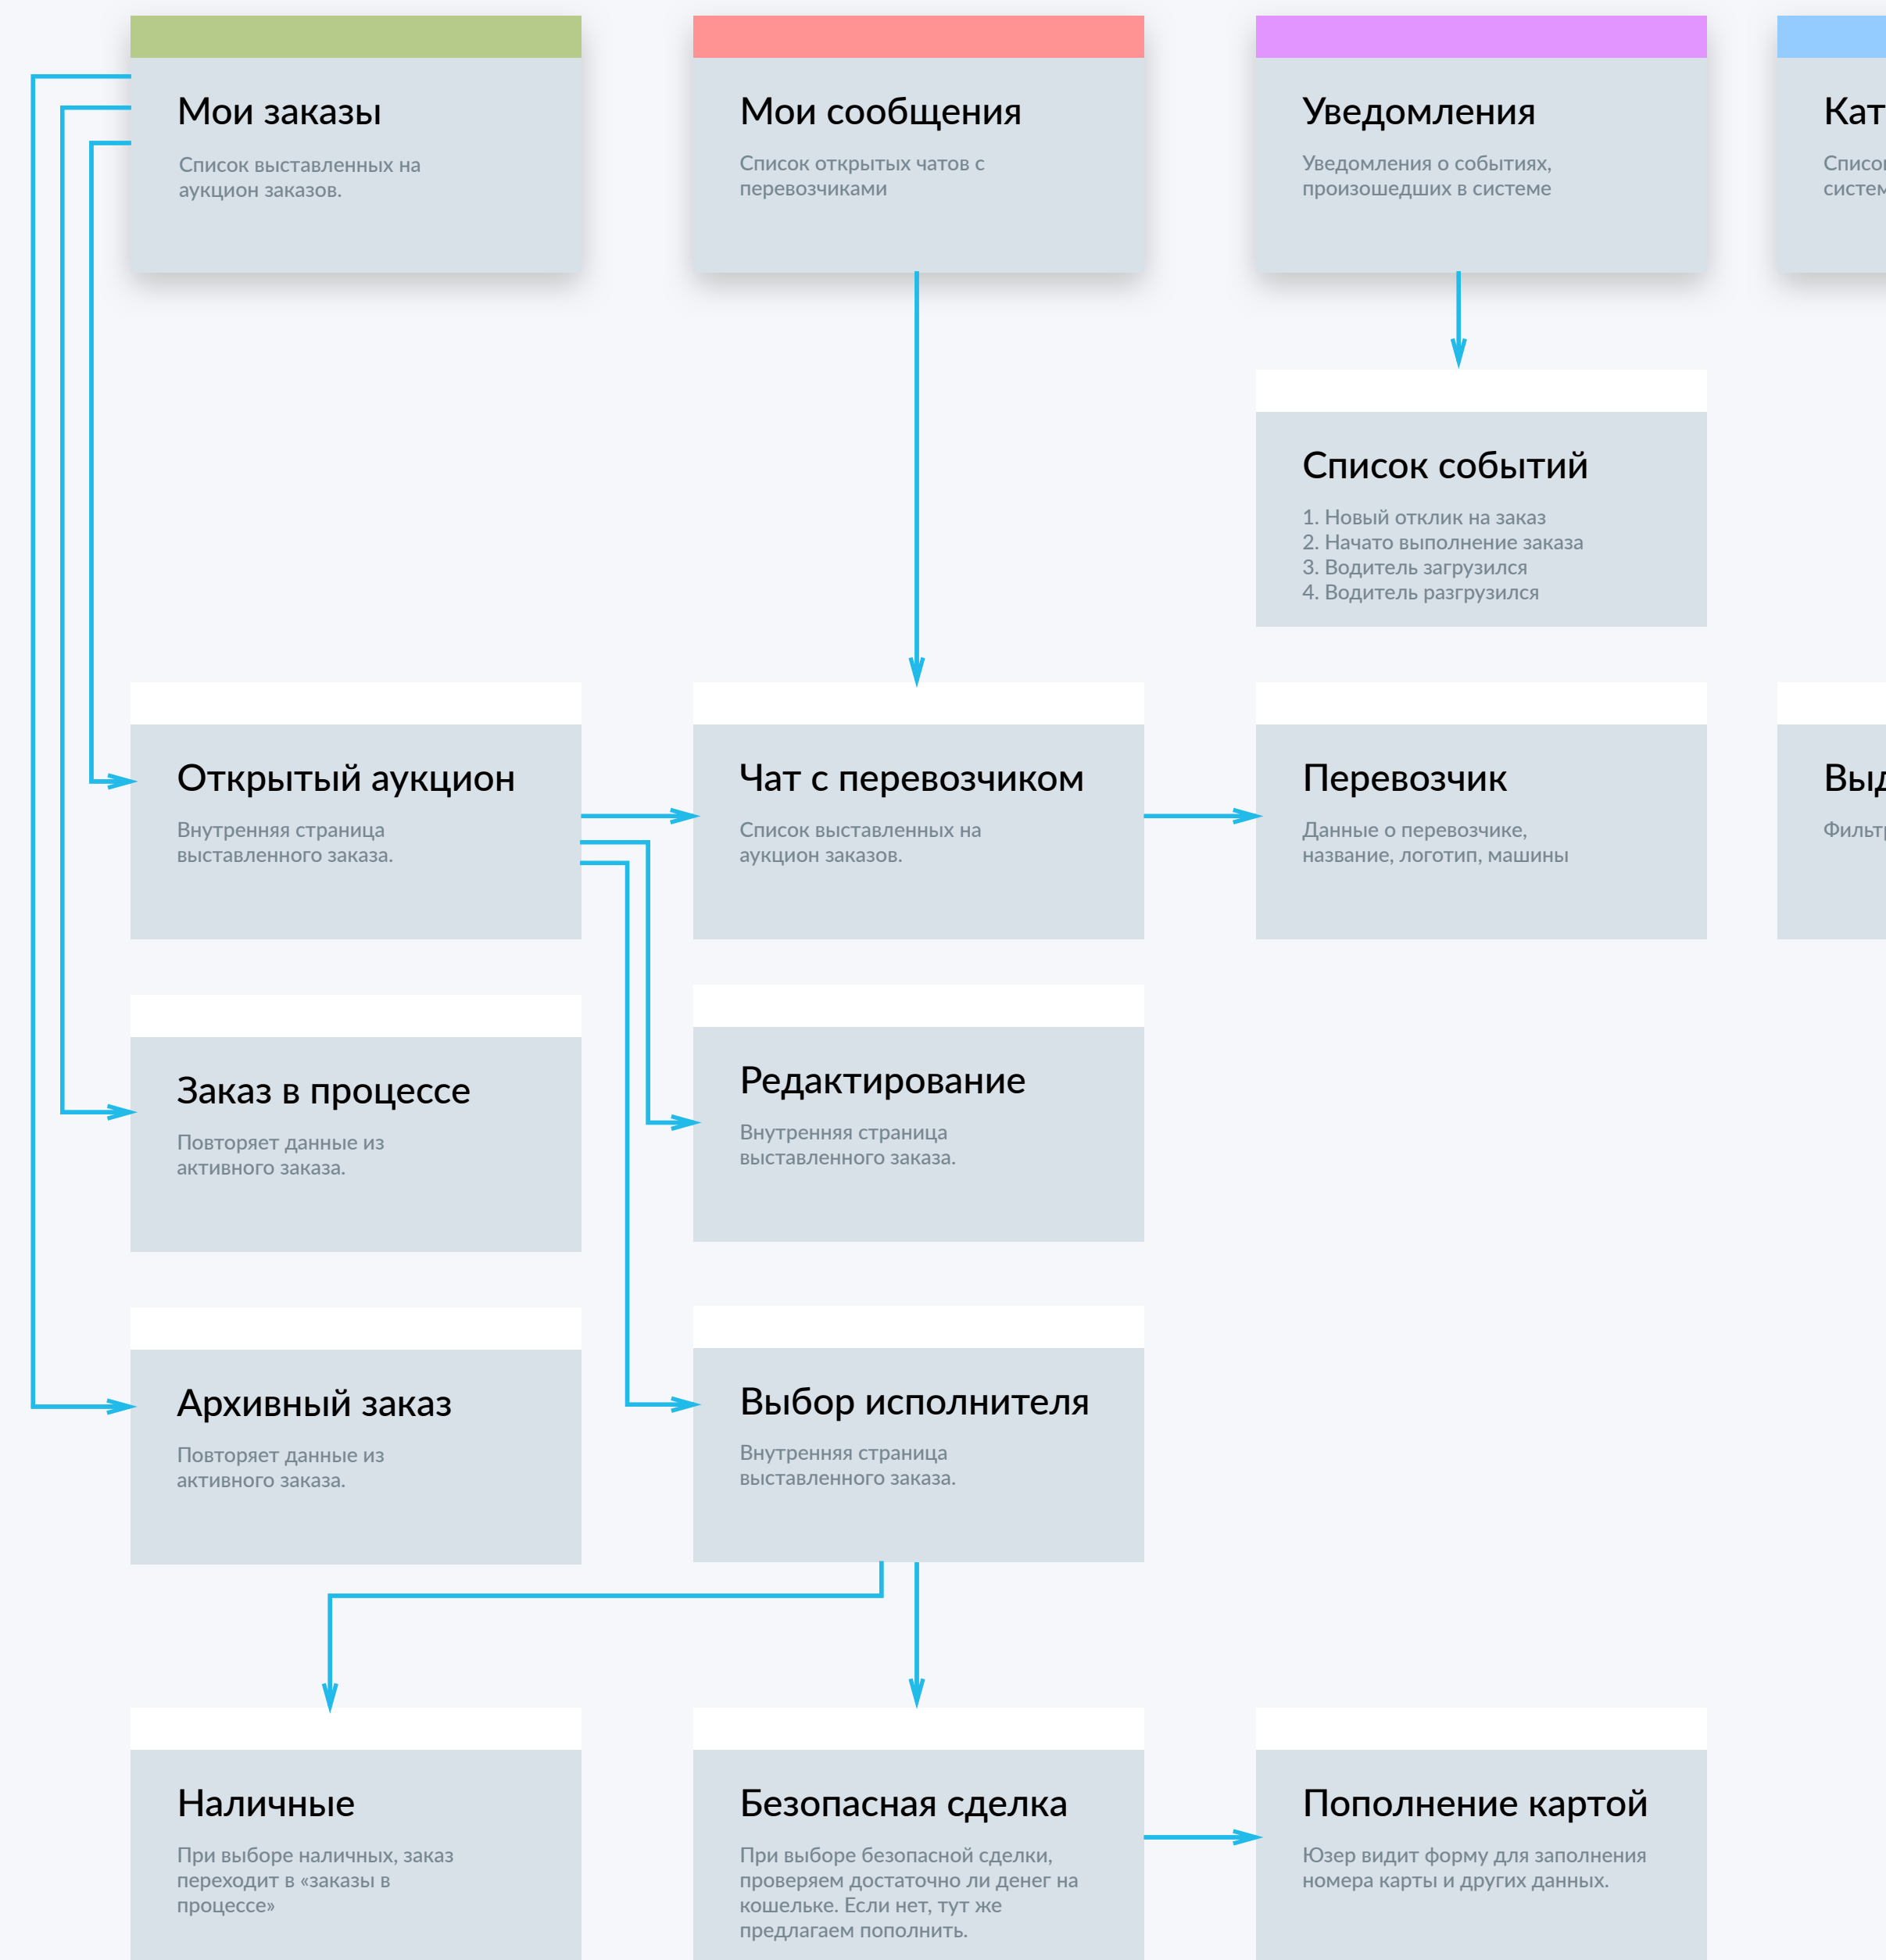 Мои заказы
Список выставленных на
аукцион заказов.
Мои сообщения
Список открытых чатов с
перевозчиками
Уведомления
Уведомления о событиях,
произошедших в системе
Список событий
1. Новый отклик на заказ
2. Начато выполнение заказа
3. Водитель загрузился
4. Водитель разгрузился
Открытый аукцион
Внутренняя страница
выставленного заказа.
Чат с перевозчиком
Список выставленных на
аукцион заказов.
Перевозчик
Данные о перевозчике,
название, логотип, машины
Заказ в процессе
Повторяет данные из
активного заказа.
Редактирование
Внутренняя страница
выставленного заказа.
Архивный заказ
Повторяет данные из
активного заказа.
Выбор исполнителя
Внутренняя страница
выставленного заказа.
Наличные
При выборе наличных, заказ
переходит в «заказы в
процессе»
Безопасная сделка
При выборе безопасной сделки,
проверяем достаточно ли денег на
кошельке. Если нет, тут же
предлагаем пополнить.
Пополнение картой
Юзер видит форму для заполнения
номера карты и других данных.